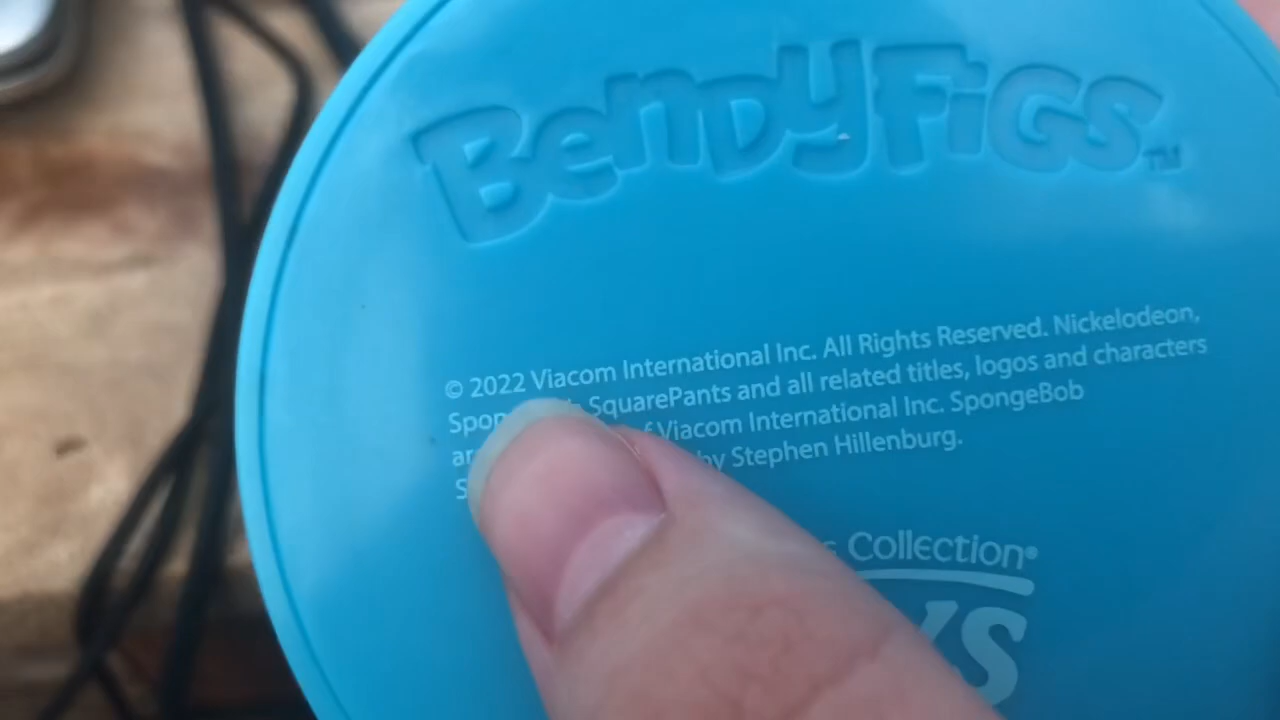 BendyFigs™
© 2022 Viacom International Inc. All Rights Reserved. Nickelodeon,
SquarePants and all related titles, logos and characters
Viacom International Inc. SpongeBob
by Stephen Hillenburg.
Collection®